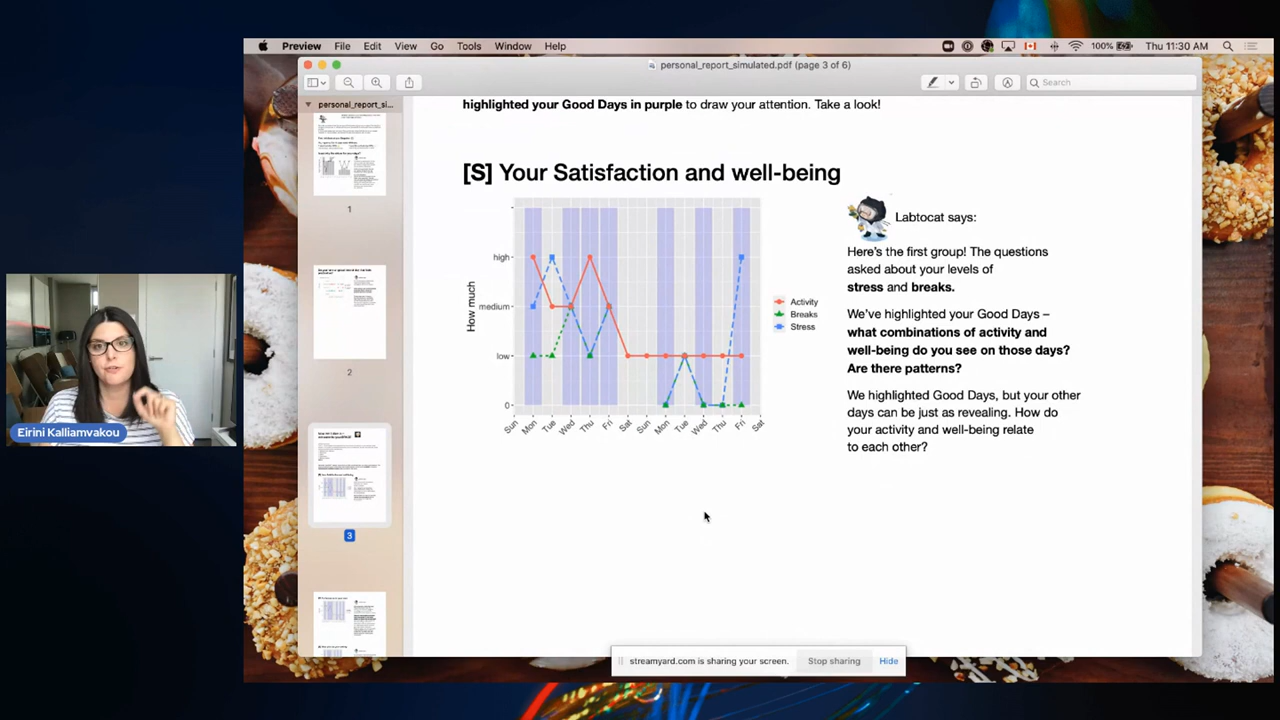 Preview File Edit View Go Tools Window Help
100% Thu 11:30 AM
personal_report_simulated.pdf (page 3 of 6)
Search
personal_report_si...
1
2
3
highlighted your Good Days in purple to draw your attention. Take a look!
[S] Your Satisfaction and well-being
How much
high
medium
low
0
Sun
Mon
Tue
Wed
Thu
Fri
Sat
Sun
Mon
Tue
Wed
Thu
Fri
Sat
Activity
Breaks
Stress
Labtocat says:
Here's the first group! The questions
asked about your levels of
stress and breaks.
We've highlighted your Good Days –
what combinations of activity and
well-being do you see on those days?
Are there patterns?
We highlighted Good Days, but your other
days can be just as revealing. How do
your activity and well-being relate
to each other?
Eirini Kalliamvakou
streamyard.com is sharing your screen. Stop sharing Hide